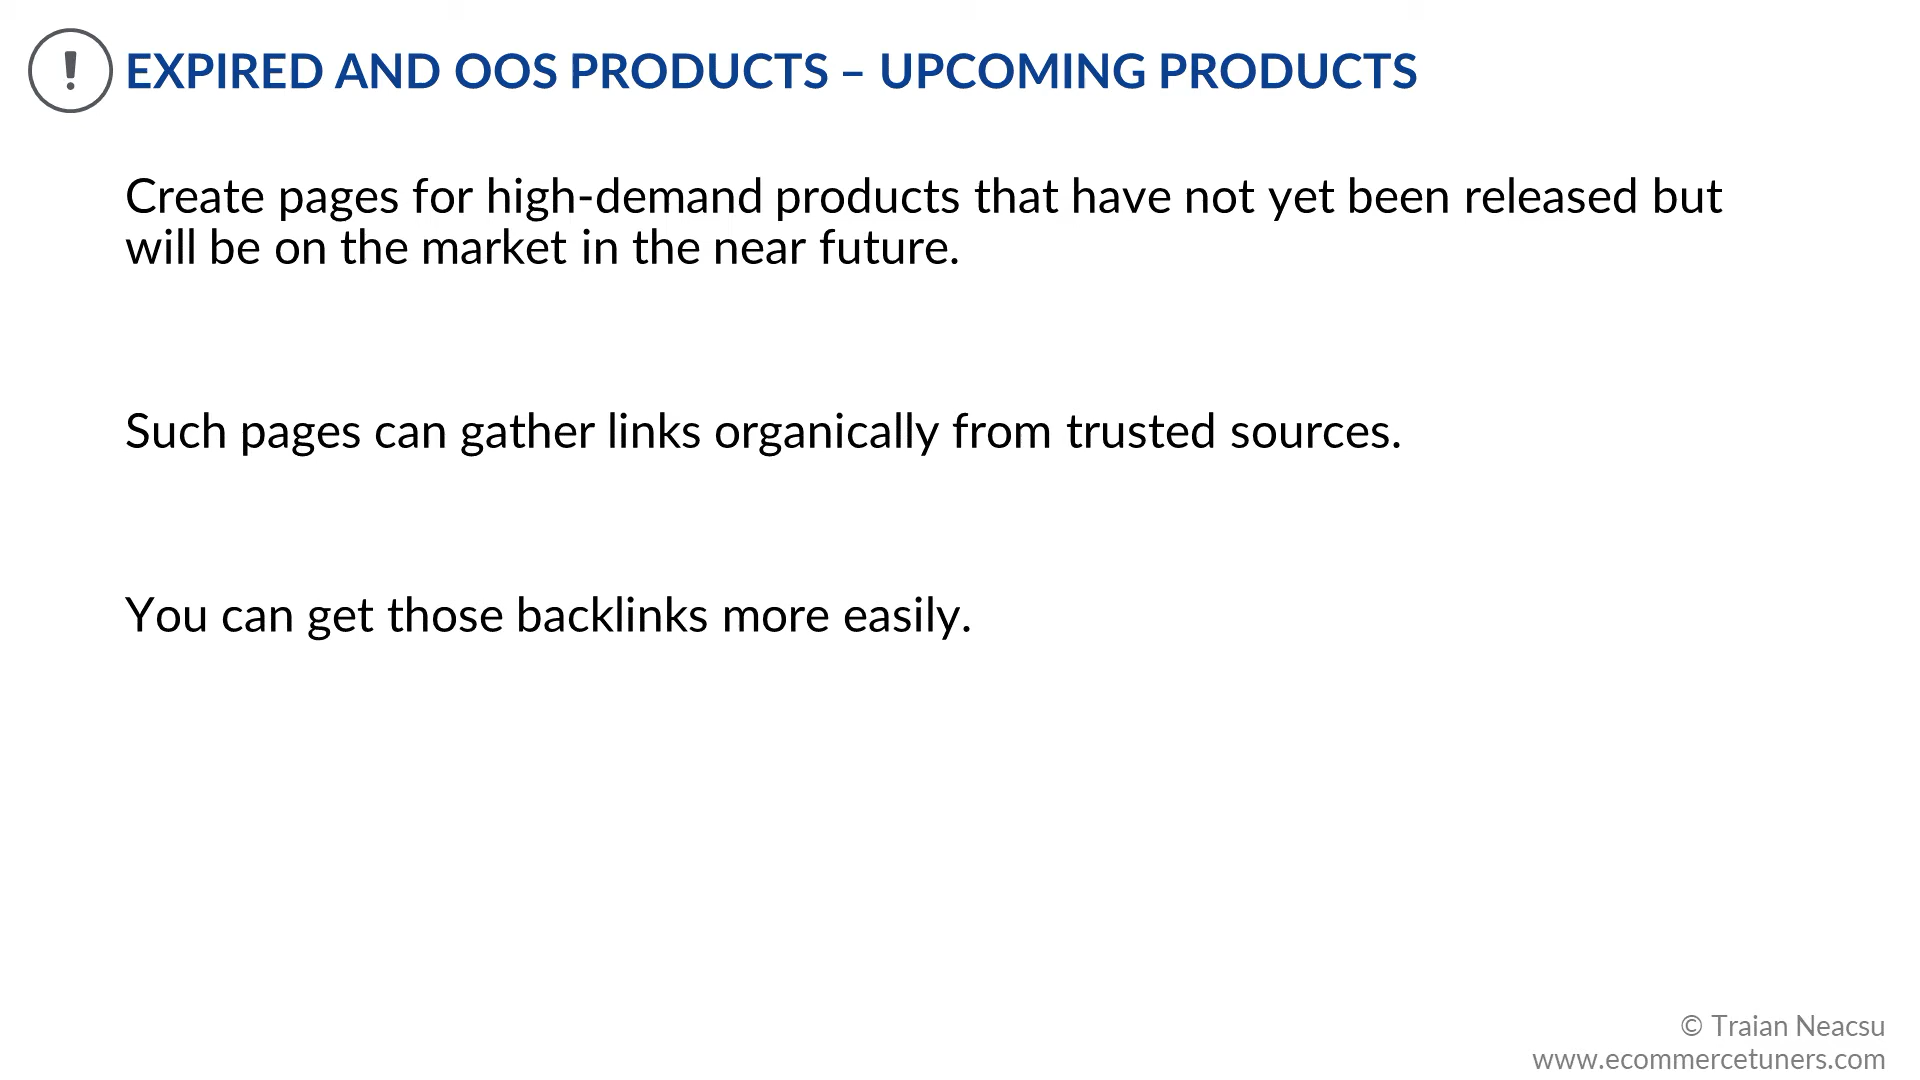 EXPIRED AND OOS PRODUCTS – UPCOMING PRODUCTS
Create pages for high-demand products that have not yet been released but
will be on the market in the near future.
Such pages can gather links organically from trusted sources.
You can get those backlinks more easily.
© Traian Neacsu
www.ecommercetuners.com